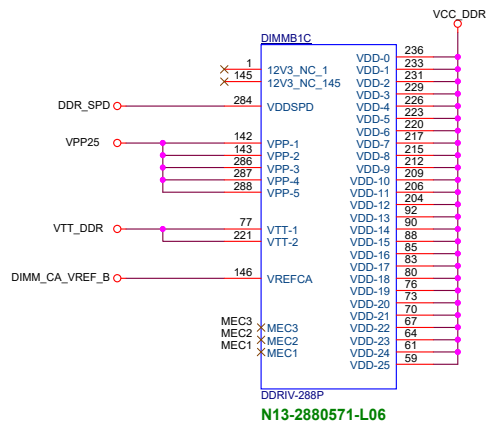 VCC_DDR
DIMMB1C
1 12V3_NC_1
145 12V3_NC_145
DDR_SPD 284 VDDSPD
VPP25 142 VPP-1
143 VPP-2
286 VPP-3
287 VPP-4
288 VPP-5
VTT_DDR 77 VTT-1
221 VTT-2
DIMM_CA_VREF_B 146 VREFCA
MEC3 MEC3
MEC2 MEC2
MEC1 MEC1
VDD-0 236
VDD-1 233
VDD-2 231
VDD-3 229
VDD-4 226
VDD-5 223
VDD-6 220
VDD-7 217
VDD-8 215
VDD-9 212
VDD-10 209
VDD-11 206
VDD-12 204
VDD-13 92
VDD-14 90
VDD-15 88
VDD-16 85
VDD-17 83
VDD-18 80
VDD-19 76
VDD-20 73
VDD-21 70
VDD-22 67
VDD-23 64
VDD-24 61
VDD-25 59
DDRIV-288P
N13-2880571-L06